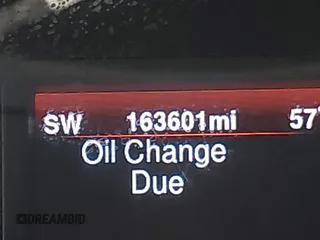 SW 163601mi 57°
Oil Change
Due
DREAMBID